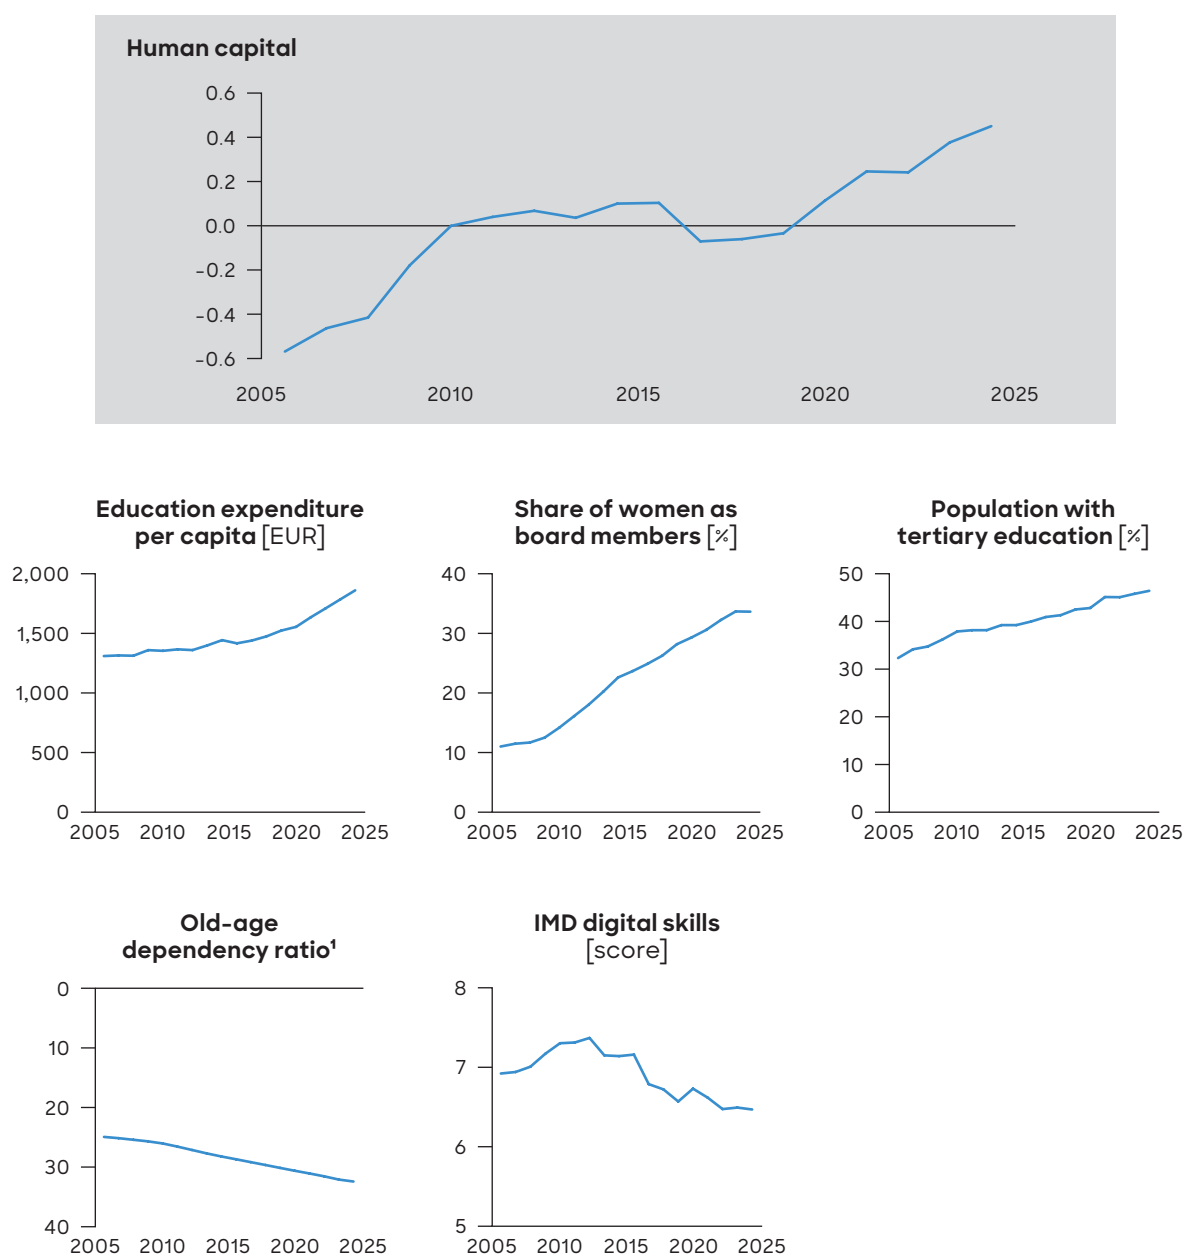 Human capital
0.6
0.4
0.2
0.0
-0.2
-0.4
-0.6
2005 2010 2015 2020 2025
Education expenditure
per capita [EUR]
2,000
1,500
1,000
500
0
2005 2010 2015 2020 2025
Share of women as
board members [%]
40
30
20
10
0
2005 2010 2015 2020 2025
Population with
tertiary education [%]
50
40
30
20
10
0
2005 2010 2015 2020 2025
Old-age
dependency ratio¹
0
10
20
30
40
2005 2010 2015 2020 2025
IMD digital skills
[score]
8
7
6
5
2005 2010 2015 2020 2025